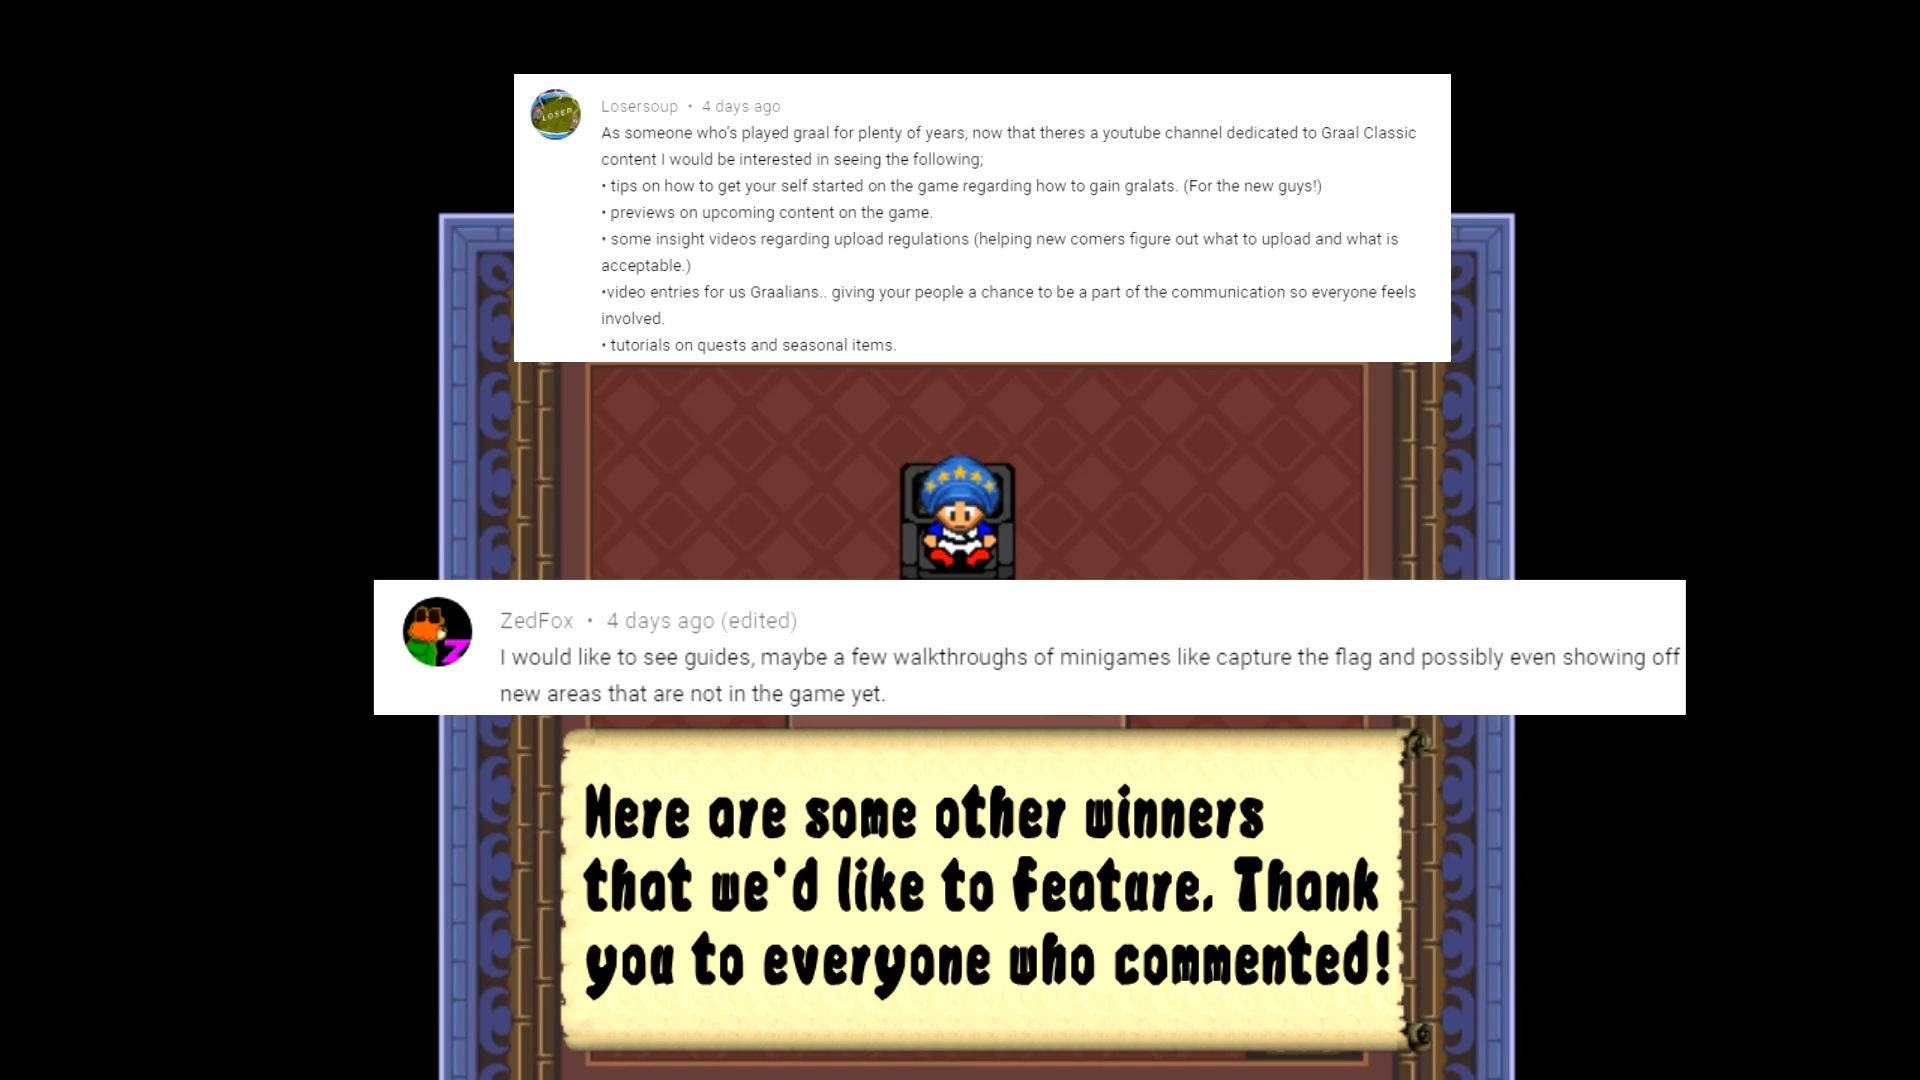 LOSER
Losersoup • 4 days ago
As someone who's played graal for plenty of years, now that theres a youtube channel dedicated to Graal Classic
content I would be interested in seeing the following;
• tips on how to get your self started on the game regarding how to gain gralats. (For the new guys!)
• previews on upcoming content on the game.
• some insight videos regarding upload regulations (helping new comers figure out what to upload and what is
acceptable.)
•video entries for us Graalians.. giving your people a chance to be a part of the communication so everyone feels
involved.
• tutorials on quests and seasonal items.
Z
ZedFox • 4 days ago (edited)
I would like to see guides, maybe a few walkthroughs of minigames like capture the flag and possibly even showing off
new areas that are not in the game yet.
Here are some other winners
that we'd like to feature. Thank
you to everyone who commented!